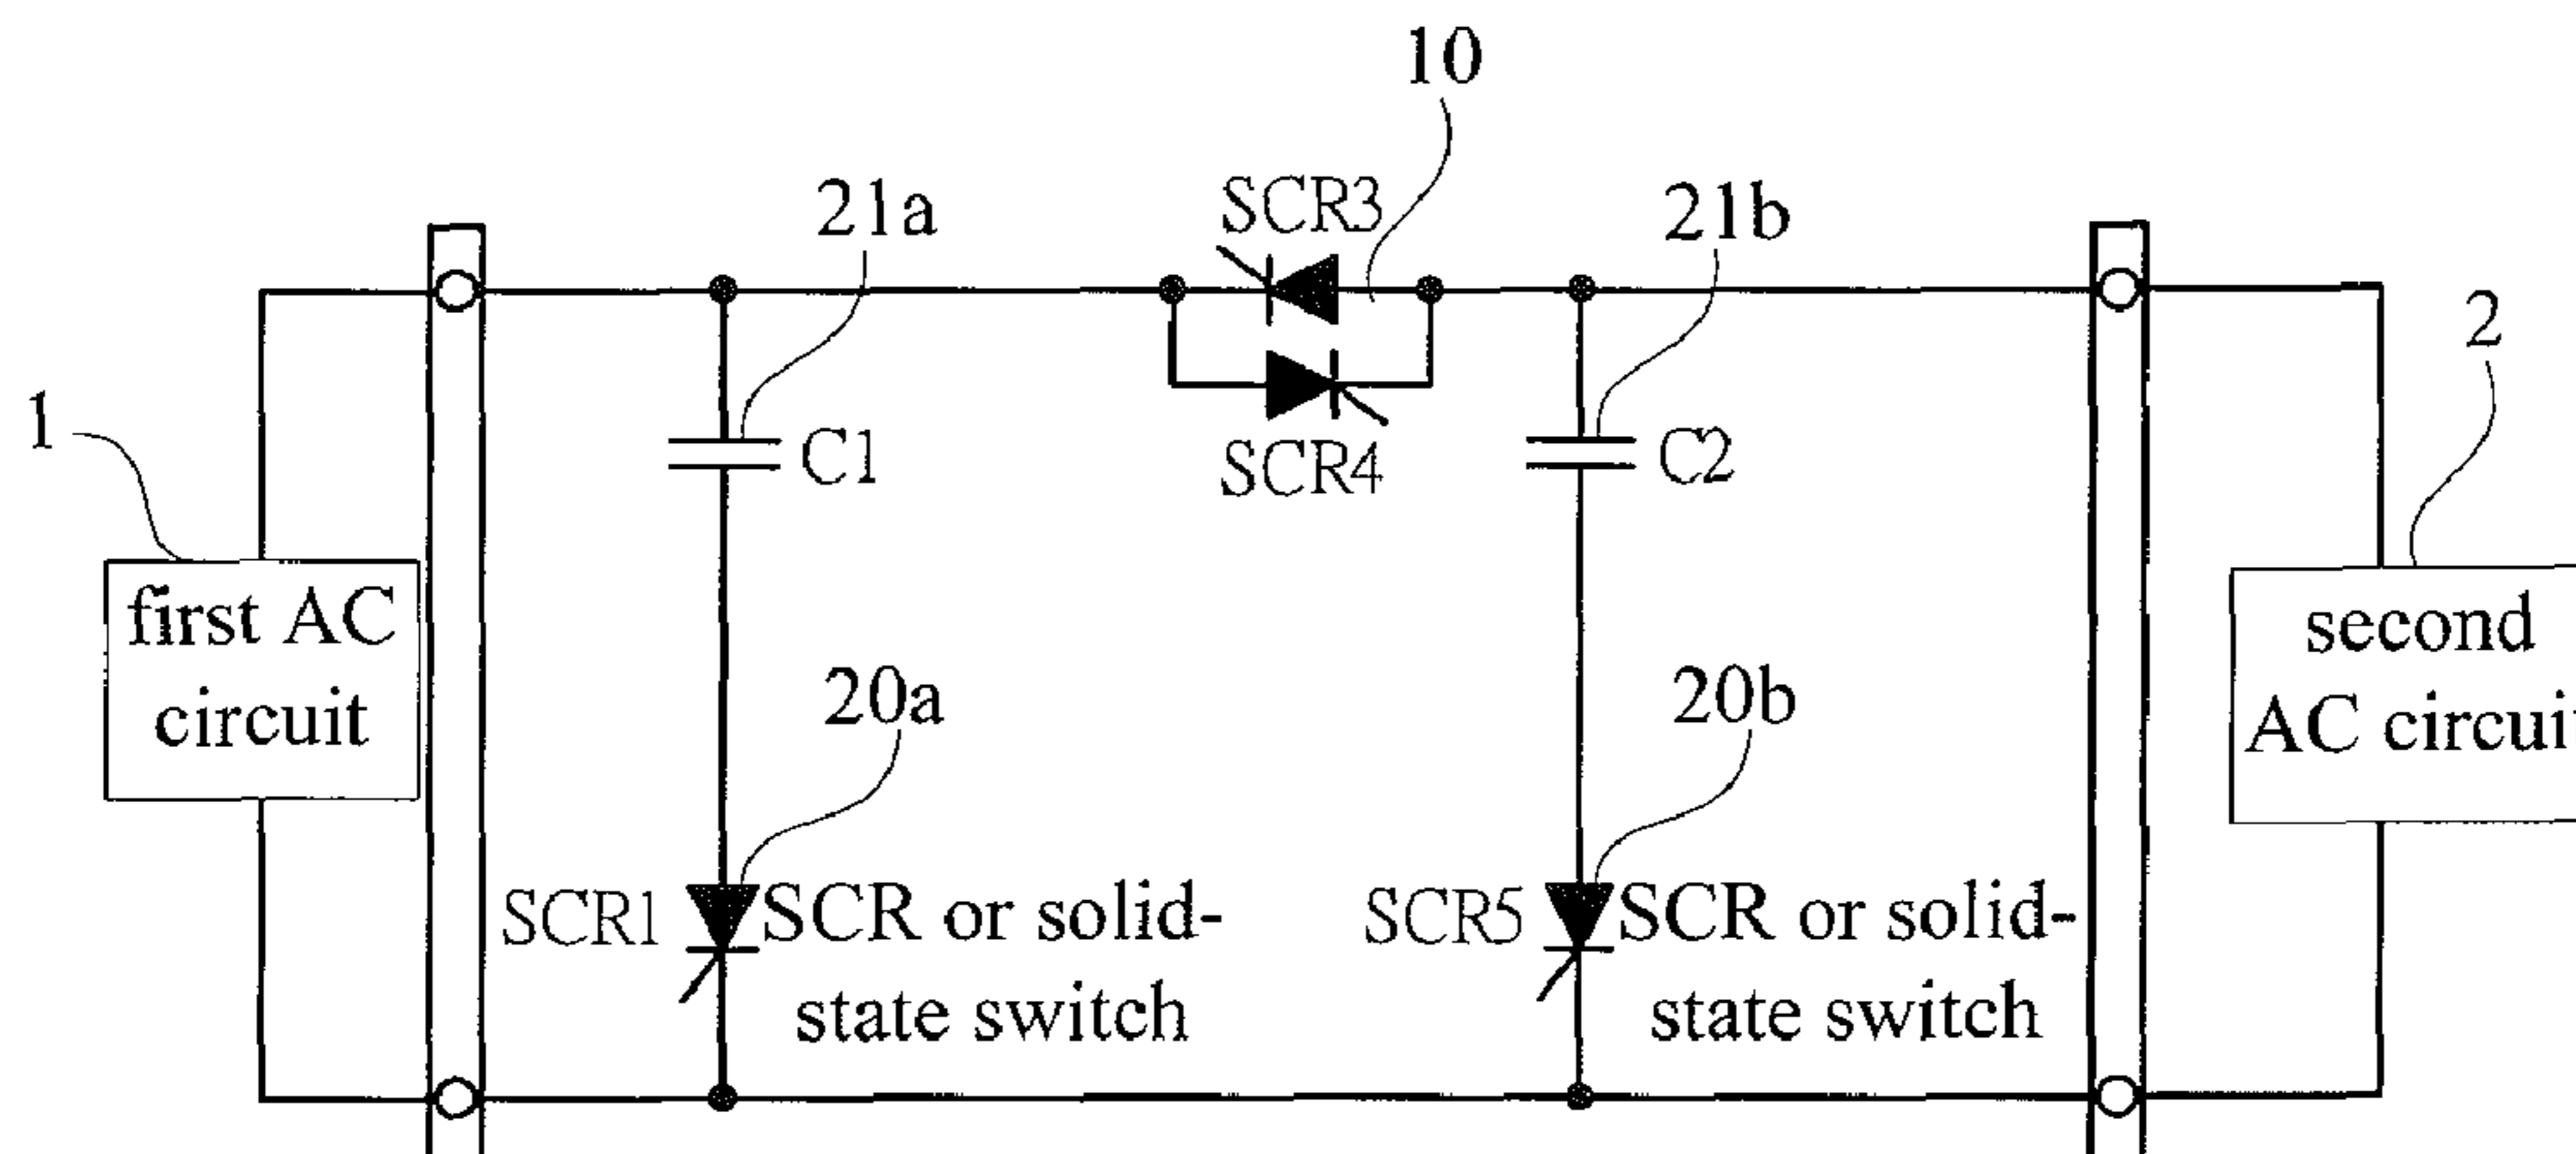 10
SCR3
21a
21b
2
1
C1
SCR4
C2
first AC
circuit
second
AC circui
20a
20b
SCR1
SCR or solid-
state switch
SCR5
SCR or solid-
state switch